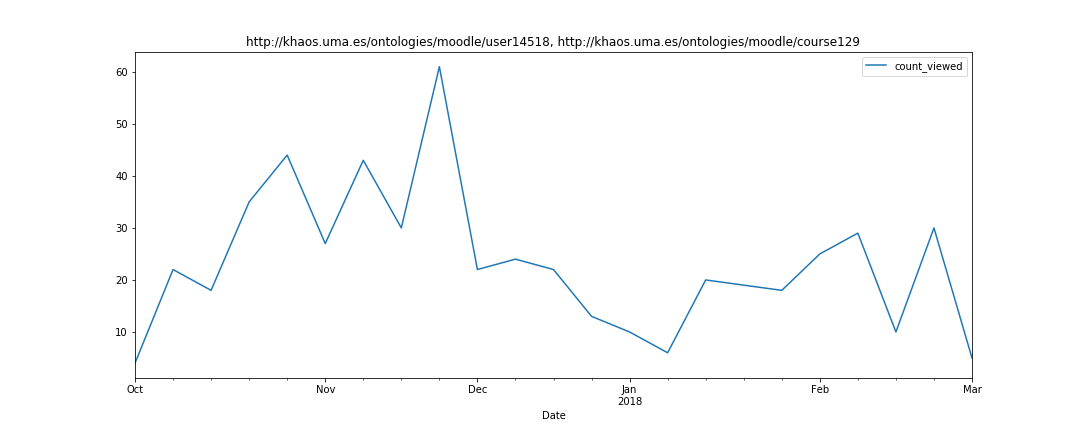 http://khaos.uma.es/ontologies/moodle/user14518, http://khaos.uma.es/ontologies/moodle/course129
count_viewed
60
50
40
30
20
10
Oct Nov Dec Jan Feb Mar
2018
Date